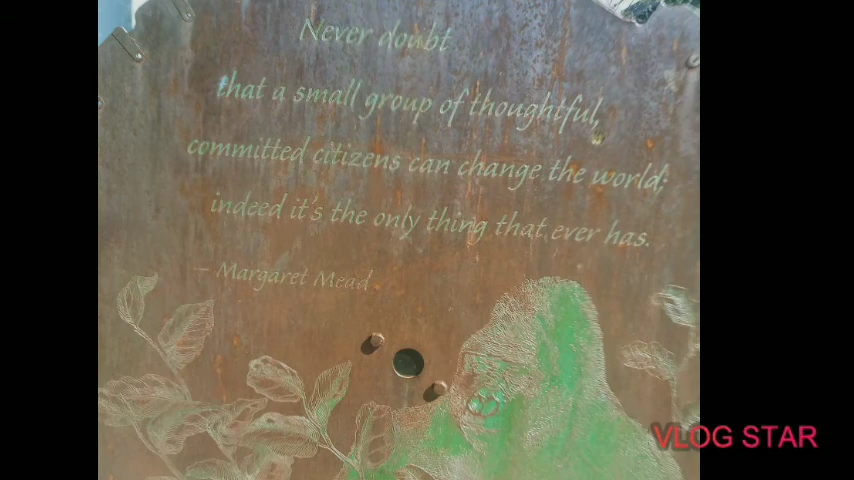 Never doubt
that a small group of thoughtful,
committed citizens can change the world;
indeed it's the only thing that ever has.
— Margaret Mead
VLOG STAR